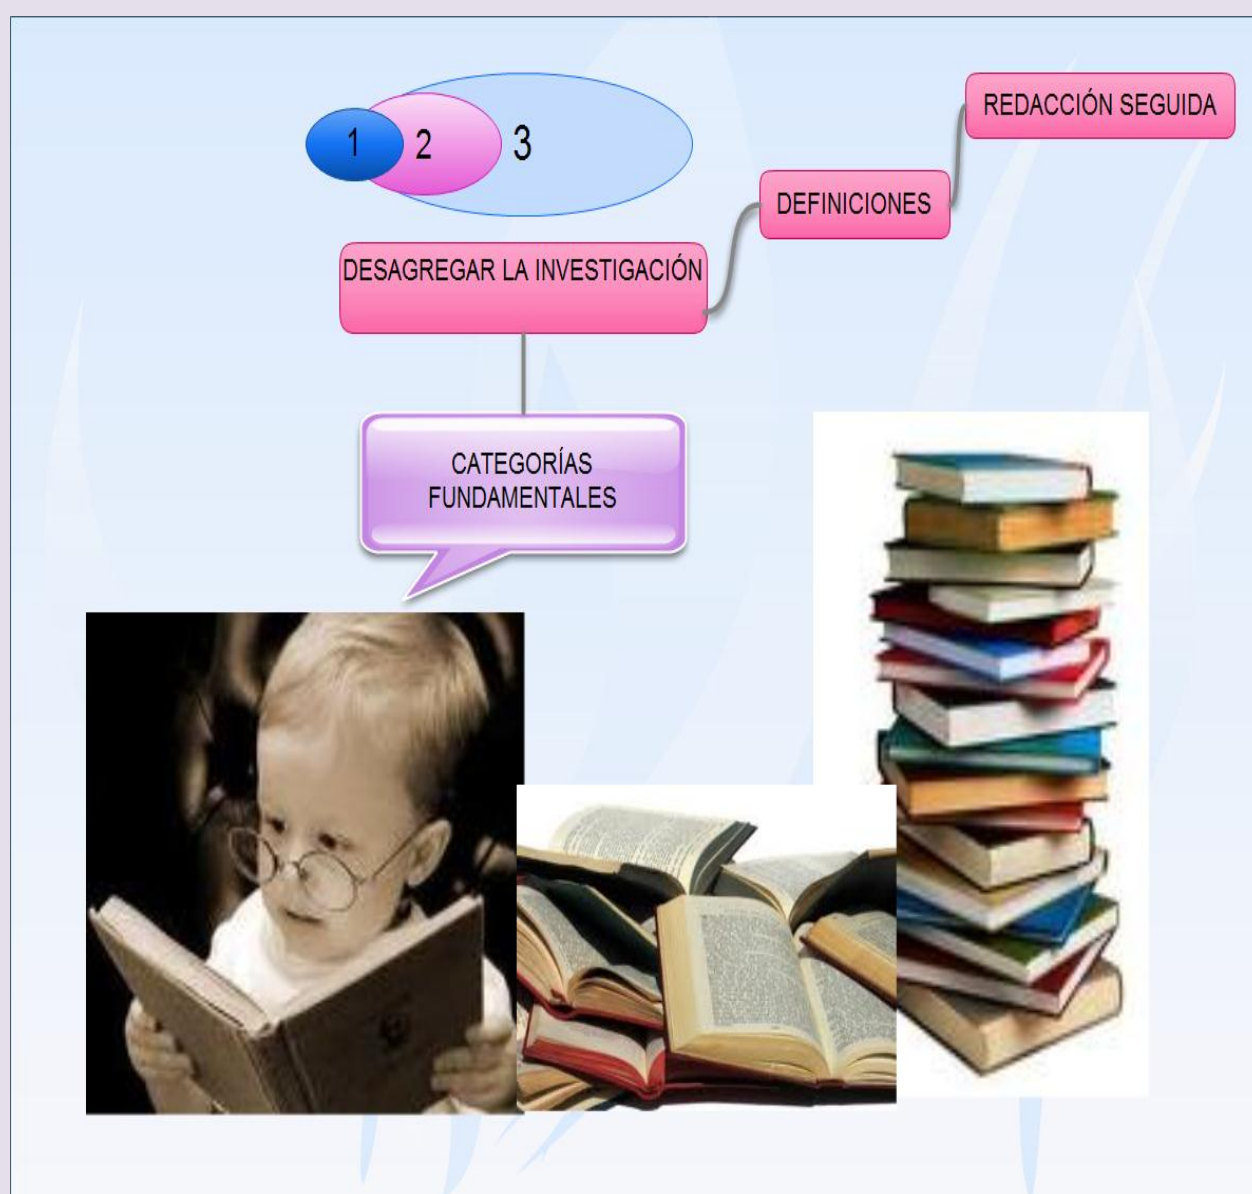 1 2 3
REDACCIÓN SEGUIDA
DEFINICIONES
DESAGREGAR LA INVESTIGACIÓN
CATEGORÍAS
FUNDAMENTALES